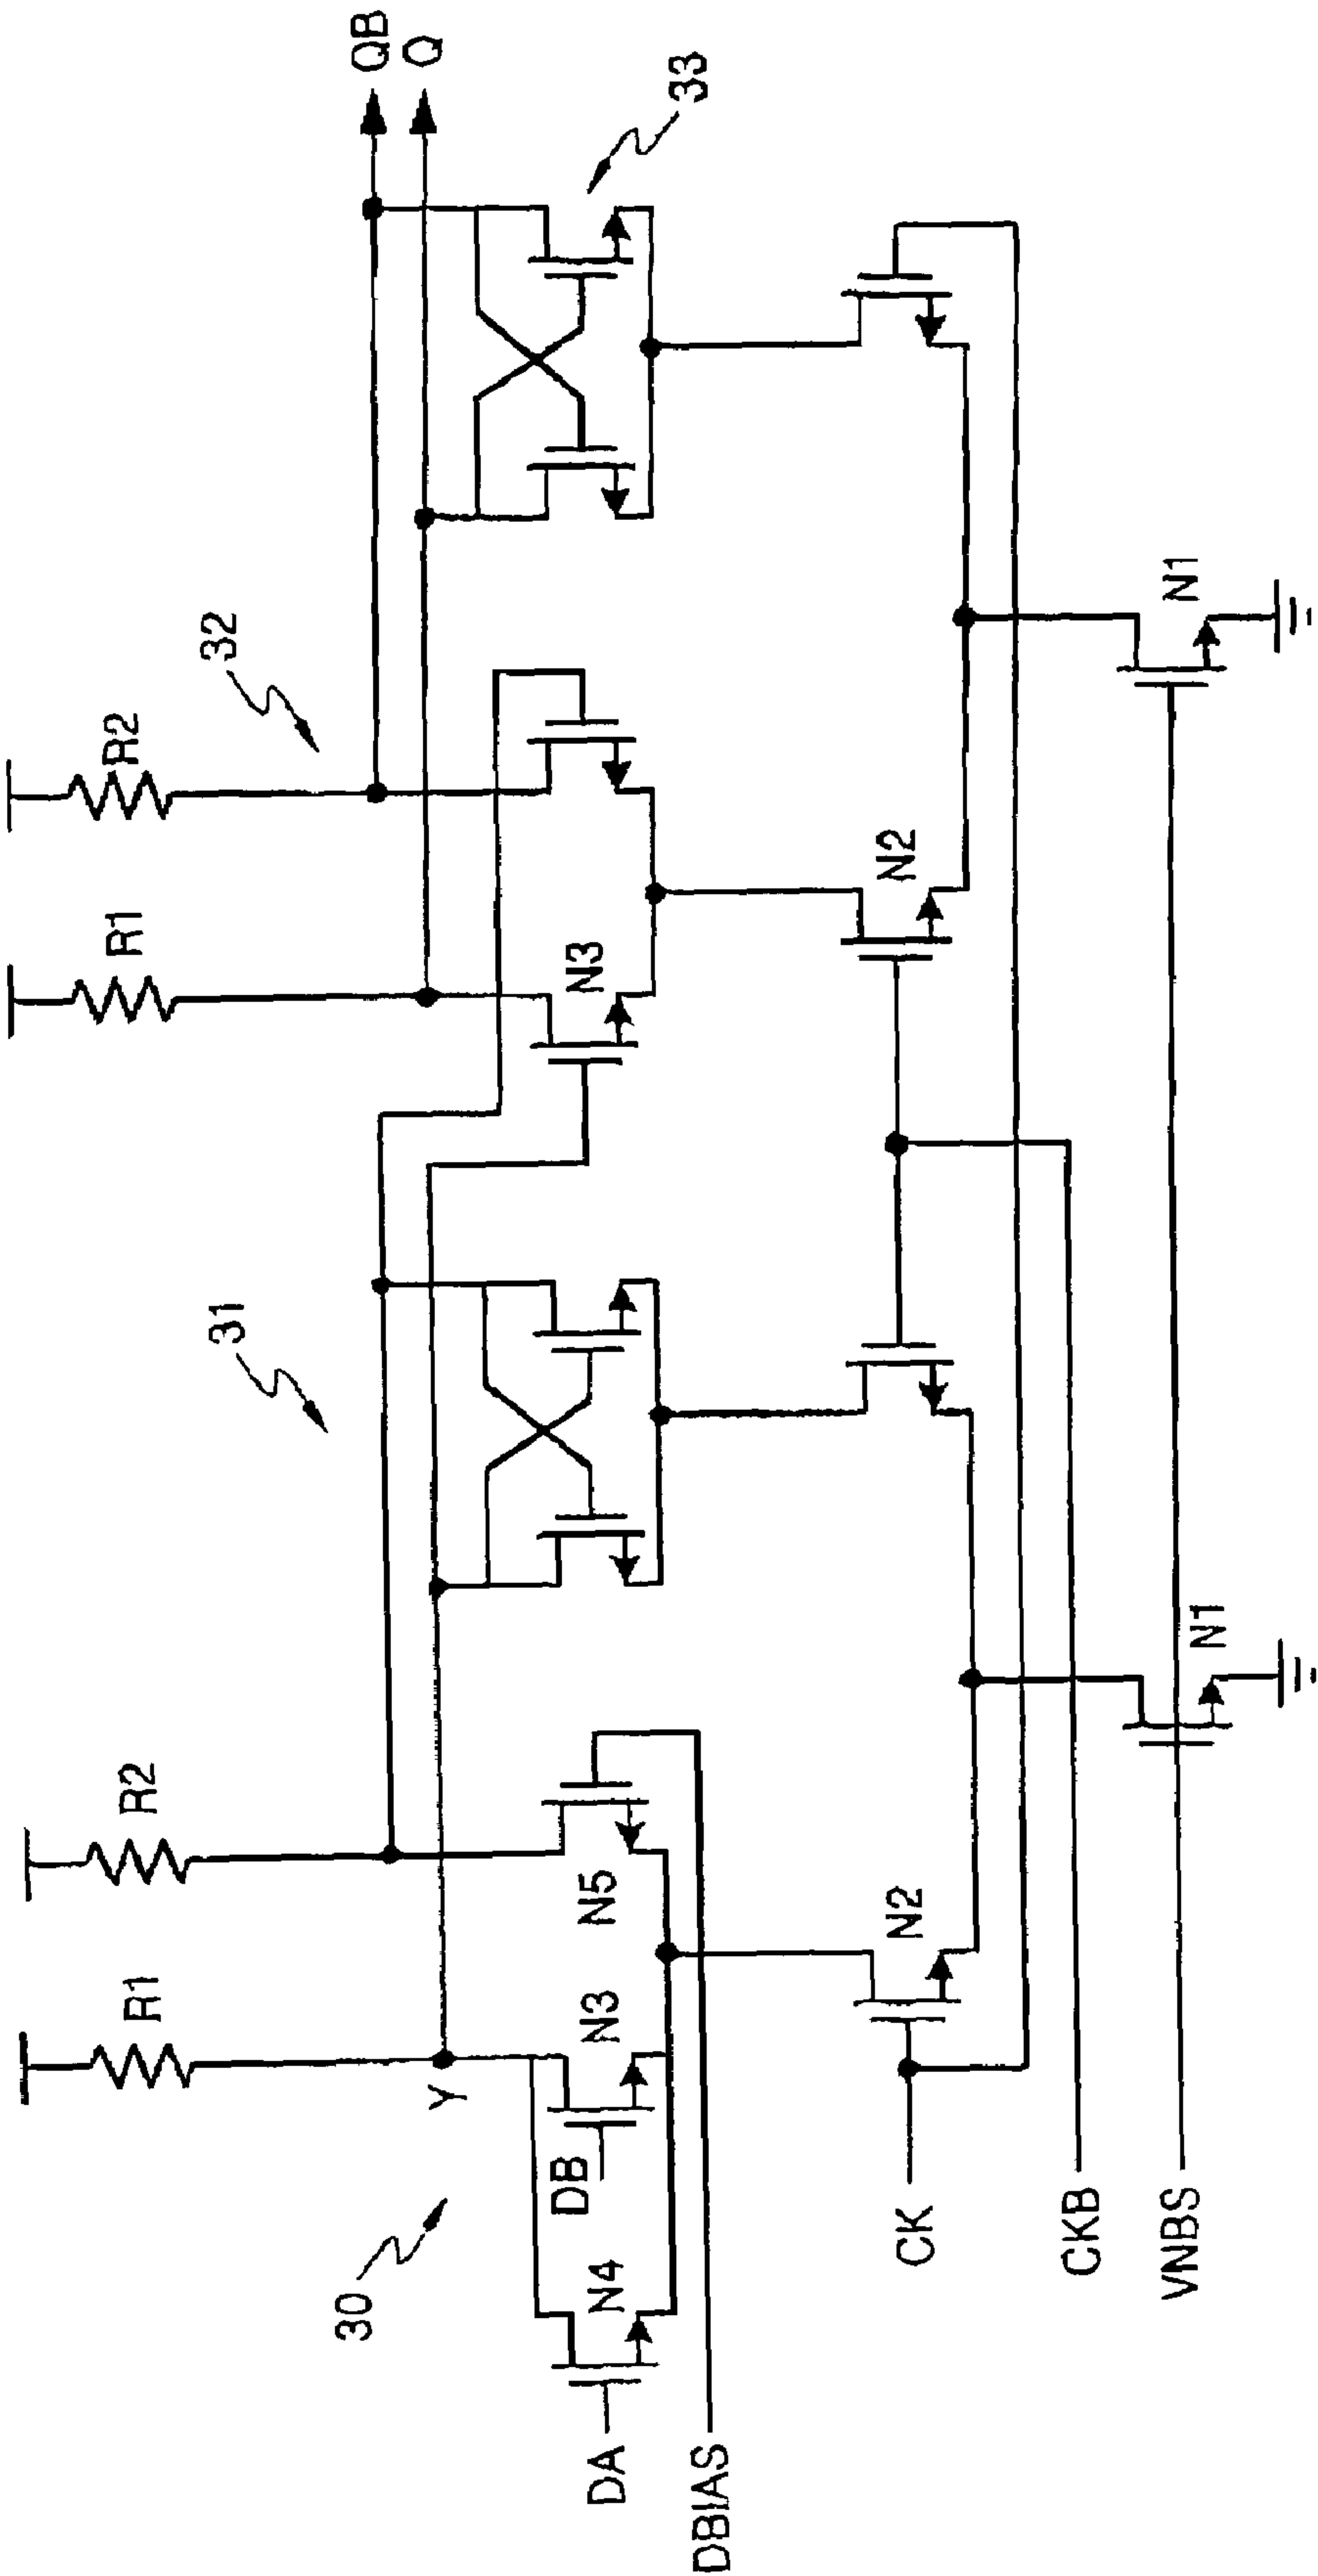 R1
R2
R1
R2
QB
Q
31
32
33
30
Y
N4
N3
N5
N3
DA
DB
DBIAS
N2
N2
CK
CKB
VNBS
N1
N1